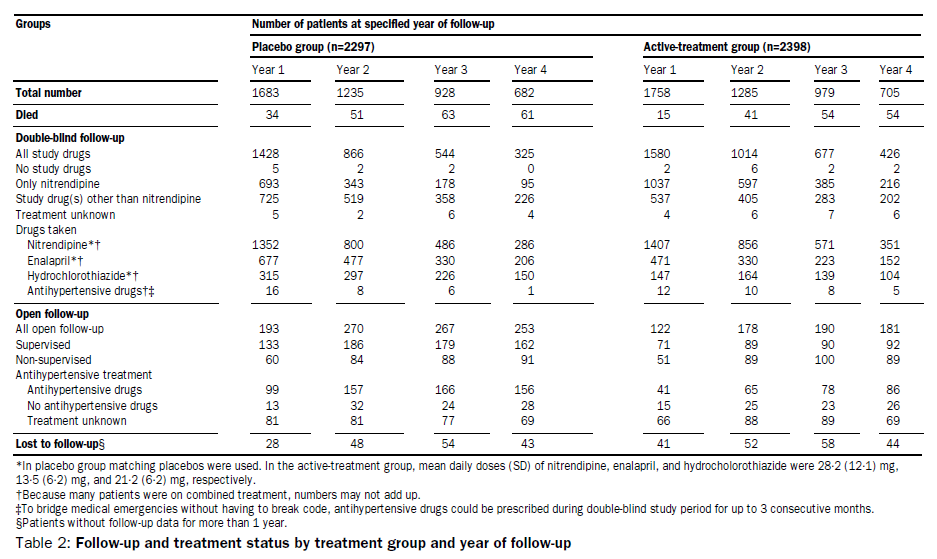 Groups Number of patients at specified year of follow-up
Placebo group (n=2297) Active-treatment group (n=2398)
Year 1 Year 2 Year 3 Year 4 Year 1 Year 2 Year 3 Year 4
Total number 1683 1235 928 682 1758 1285 979 705
Died 34 51 63 61 15 41 54 54
Double-blind follow-up
All study drugs 1428 866 544 325 1580 1014 677 426
No study drugs 5 2 2 0 2 6 2 2
Only nitrendipine 693 343 178 95 1037 597 385 216
Study drug(s) other than nitrendipine 725 519 358 226 537 405 283 202
Treatment unknown 5 2 6 4 4 6 7 6
Drugs taken
Nitrendipine*† 1352 800 486 286 1407 856 571 351
Enalapril*† 677 477 330 206 471 330 223 152
Hydrochlorothiazide*† 315 297 226 150 147 164 139 104
Antihypertensive drugs†‡ 16 8 6 1 12 10 8 5
Open follow-up
All open follow-up 193 270 267 253 122 178 190 181
Supervised 133 186 179 162 71 89 90 92
Non-supervised 60 84 88 91 51 89 100 89
Antihypertensive treatment
Antihypertensive drugs 99 157 166 156 41 65 78 86
No antihypertensive drugs 13 32 24 28 15 25 23 26
Treatment unknown 81 81 77 69 66 88 89 69
Lost to follow-up§ 28 48 54 43 41 52 58 44
*In placebo group matching placebos were used. In the active-treatment group, mean daily doses (SD) of nitrendipine, enalapril, and hydrocholorothiazide were 28·2 (12·1) mg,
13·5 (6·2) mg, and 21·2 (6·2) mg, respectively.
†Because many patients were on combined treatment, numbers may not add up.
‡To bridge medical emergencies without having to break code, antihypertensive drugs could be prescribed during double-blind study period for up to 3 consecutive months.
§Patients without follow-up data for more than 1 year.
Table 2: Follow-up and treatment status by treatment group and year of follow-up